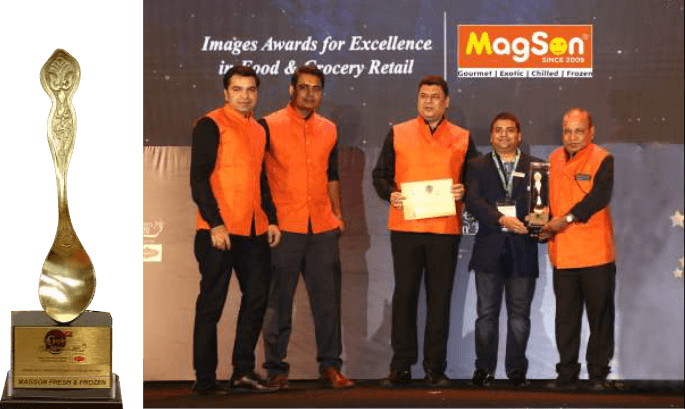 Images Awards for Excellence
in Food & Grocery Retail
MagSon
SINCE 2009
Gourmet | Exotic | Chilled | Frozen
MAGSON FRESH & FROZEN